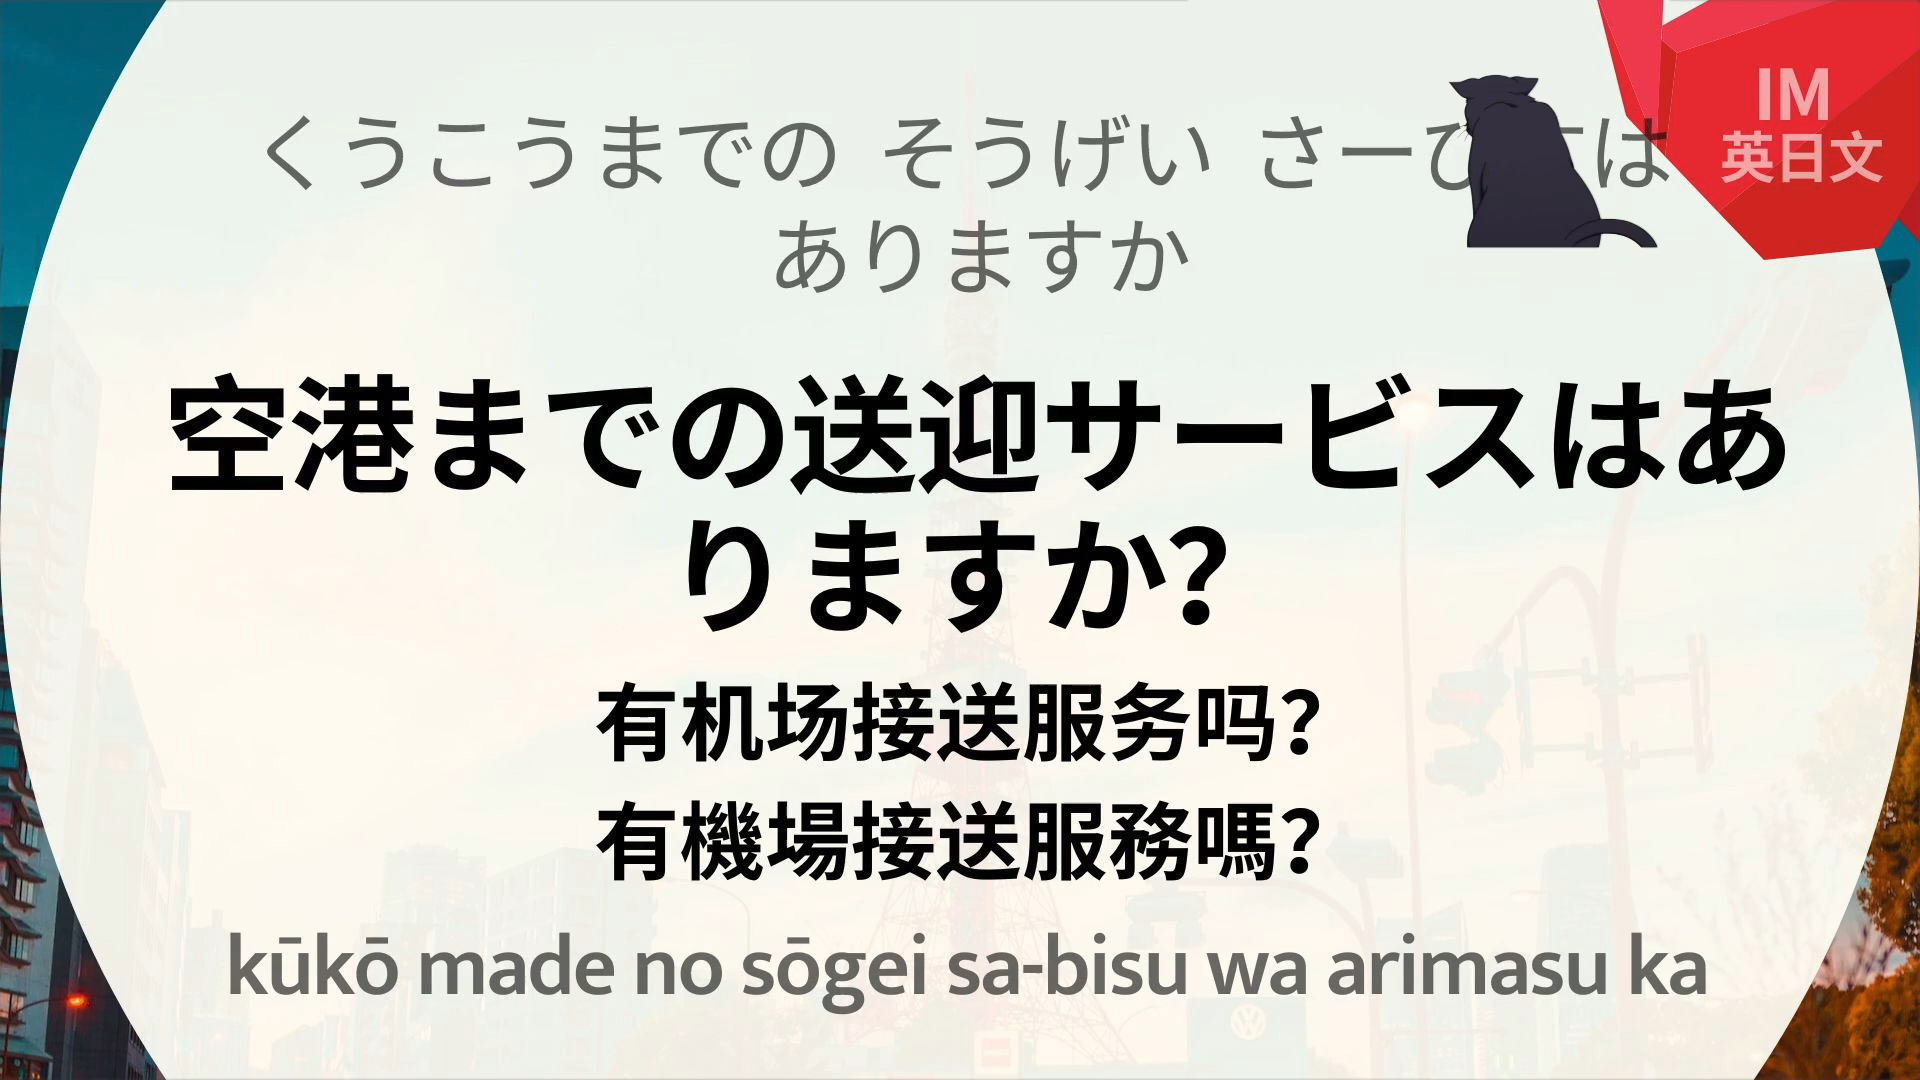 IM
英日文
くうこうまでの そうげい さー は
ありますか
空港までの送迎サービスはあ
りますか?
有机场接送服务吗?
有機場接送服務嗎?
kūkō made no sōgei sa-bisu wa arimasu ka